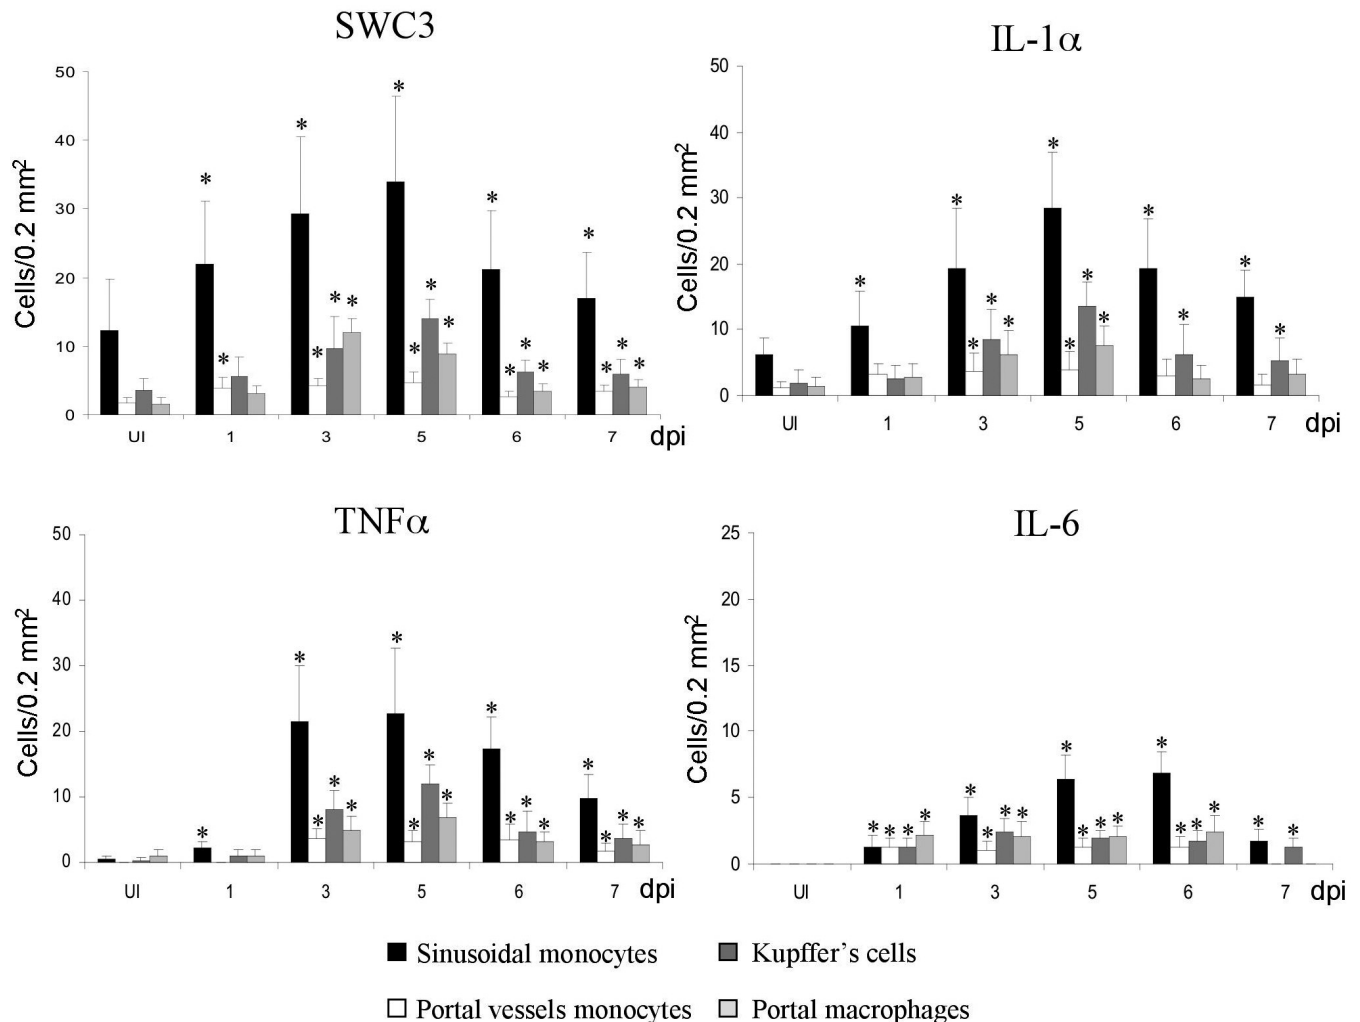 SWC3
50
40
30
20
10
0
Cells/0.2 mm²
* * * * * * * * * * * * * * * *
UI 1 3 5 6 7 dpi
IL-1α
50
40
30
20
10
0
Cells/0.2 mm²
* * * * * * * * * * * * * *
UI 1 3 5 6 7 dpi
TNFα
50
40
30
20
10
0
Cells/0.2 mm²
* * * * * * * * * * * * * * * * *
UI 1 3 5 6 7 dpi
IL-6
25
20
15
10
5
0
Cells/0.2 mm²
* * * * * * * * * * * * * * * * * *
UI 1 3 5 6 7 dpi
Sinusoidal monocytes
Kupffer's cells
Portal vessels monocytes
Portal macrophages